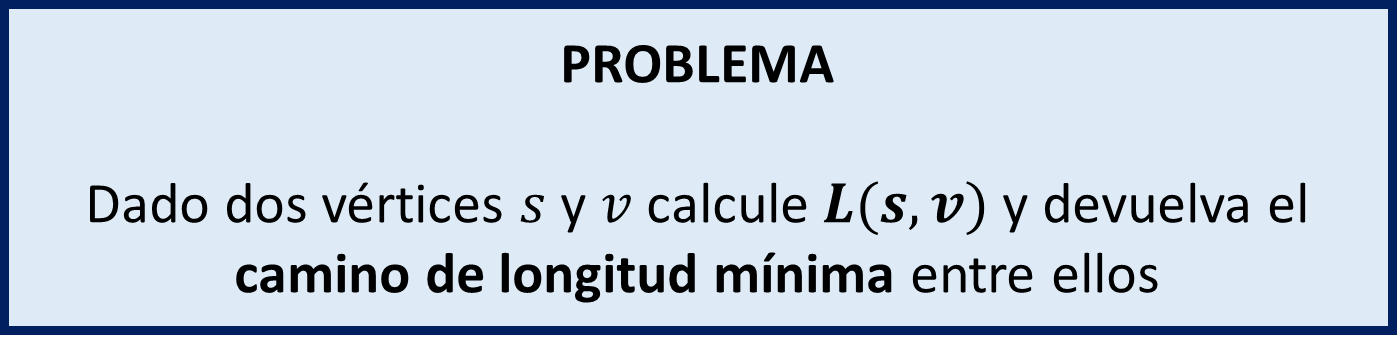 PROBLEMA
Dado dos vértices s y v calcule L(s, v) y devuelva el
camino de longitud mínima entre ellos